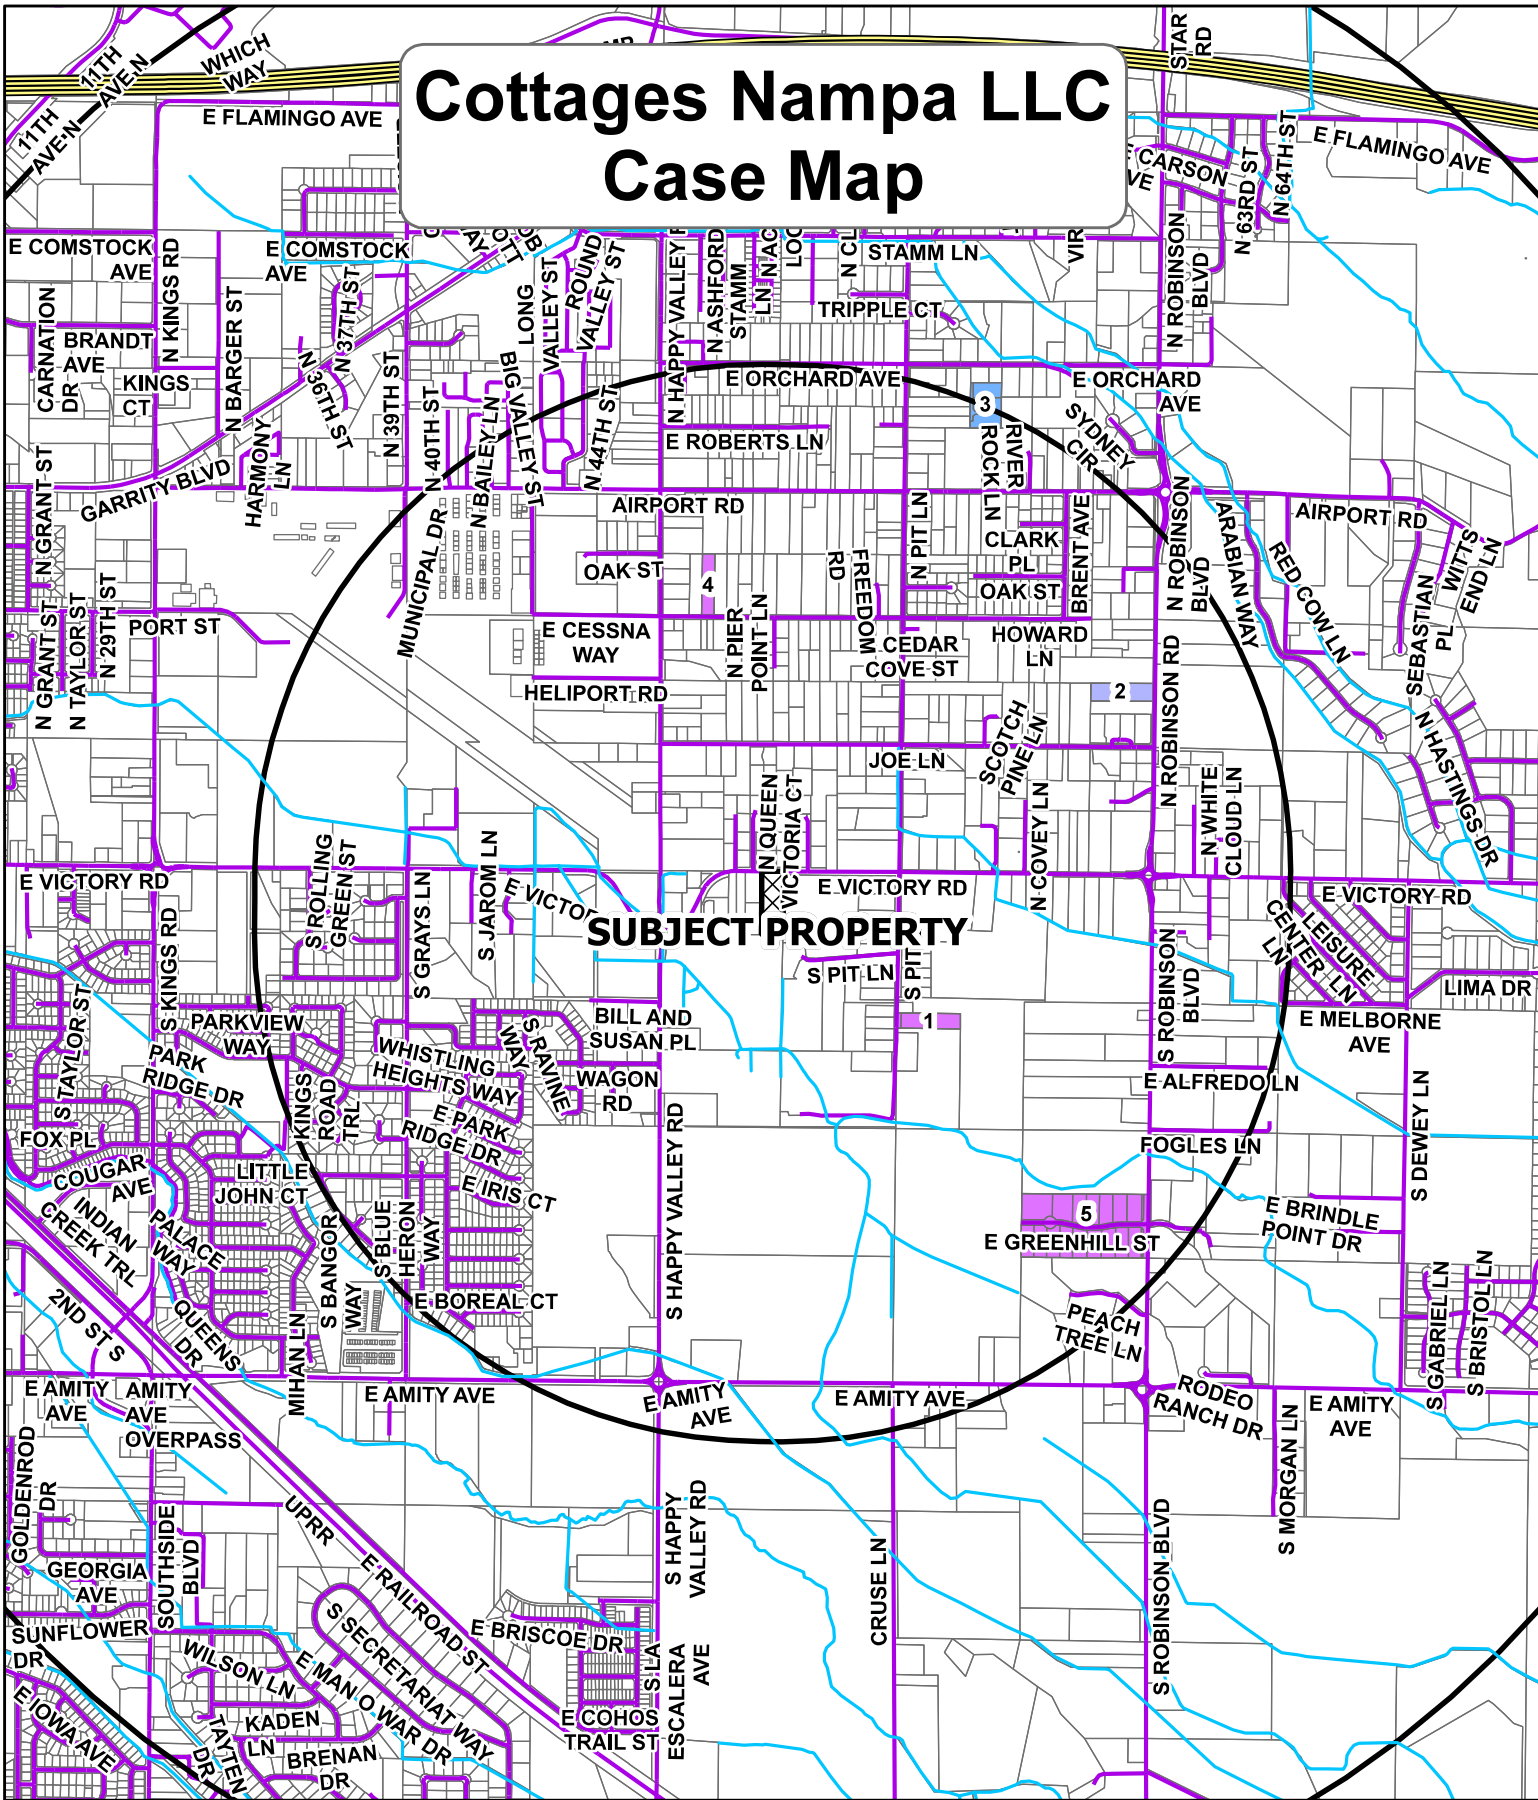 Cottages Nampa LLC
Case Map
11TH
AVE N
WHICH
WAY
STAR
RD
11TH
AVE N
E FLAMINGO AVE
E FLAMINGO AVE
E CARSON
AVE
N 63RD ST
N 64TH ST
E COMSTOCK
AVE
E COMSTOCK
AVE
STAMM LN
N KINGS RD
N BARGER ST
N 37TH ST
LONG
VALLEY ST
ROUND
VALLEY ST
N ASHFORD
STAMM
LN
TRIPPLE CT
N ROBINSON
BLVD
CARNATION
DR
BRANDT
AVE
KINGS
CT
N 36TH ST
N 39TH ST
N 40TH ST
N BAILEY LN
BIG
VALLEY ST
N 44TH ST
N HAPPY VALLEY
E ORCHARD AVE
E ORCHARD
AVE
3
E ROBERTS LN
SYDNEY
CIR
RIVER
ROCK LN
N GRANT ST
GARRITY BLVD
HARMONY
LN
AIRPORT RD
AIRPORT RD
MUNICIPAL DR
OAK ST
4
FREEDOM
RD
N PIT LN
CLARK
PL
OAK ST
BRENT AVE
N ROBINSON
BLVD
ARABIAN WAY
RED COW LN
SEBASTIAN
PL
WITTS
END LN
N GRANT ST
N TAYLOR ST
N 29TH ST
PORT ST
E CESSNA
WAY
N PIER
POINT LN
CEDAR
COVE ST
HOWARD
LN
HELIPORT RD
2
N ROBINSON RD
JOE LN
SCOTCH
PINE LN
N HASTINGS DR
N QUEEN
VICTORIA CT
N COVEY LN
N WHITE
CLOUD LN
E VICTORY RD
S ROLLING
GREEN ST
S GRAYS LN
S JAROM LN
E VICTORY RD
E VICTORY RD
SUBJECT PROPERTY
CENTER
LN
LEISURE
LN
LIMA DR
S KINGS RD
S PIT LN
S PIT
S ROBINSON
BLVD
S TAYLOR ST
PARKVIEW
WAY
BILL AND
SUSAN PL
1
E MELBORNE
AVE
PARK
RIDGE DR
WHISTLING
HEIGHTS WAY
S RAVINE
WAY
WAGON
RD
E ALFREDO LN
KINGS
ROAD
TRL
E PARK
RIDGE DR
FOX PL
FOGLES LN
COUGAR
AVE
LITTLE
JOHN CT
E IRIS CT
S HAPPY VALLEY RD
S DEWEY LN
INDIAN
CREEK TRL
PALACE
WAY
S BANGOR
WAY
S BLUE
HERON
WAY
5
E GREENHILL ST
E BRINDLE
POINT DR
2ND ST S
QUEENS
DR
MIHAN LN
E BOREAL CT
PEACH
TREE LN
S GABRIEL LN
S BRISTOL LN
E AMITY
AVE
AMITY
AVE
OVERPASS
E AMITY AVE
E AMITY
AVE
E AMITY AVE
RODEO
RANCH DR
E AMITY
AVE
GOLDENROD
DR
UPRR
S HAPPY
VALLEY RD
CRUSE LN
S MORGAN LN
SOUTHSIDE
BLVD
GEORGIA
AVE
E RAILROAD ST
S ROBINSON BLVD
SUNFLOWER
DR
WILSON LN
S SECRETARIAT WAY
E MAN O WAR DR
E BRISCOE DR
S LA
ESCALERA
AVE
E IOWA AVE
KADEN
LN
TAYTEN
DR
BRENAN
DR
E COHOS
TRAIL ST